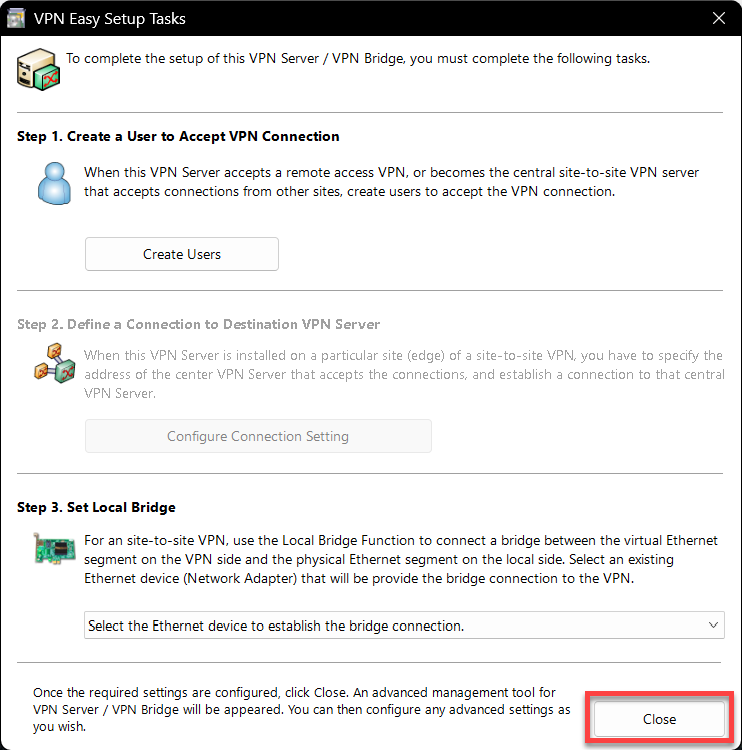 VPN Easy Setup Tasks
To complete the setup of this VPN Server / VPN Bridge, you must complete the following tasks.
Step 1. Create a User to Accept VPN Connection
When this VPN Server accepts a remote access VPN, or becomes the central site-to-site VPN server
that accepts connections from other sites, create users to accept the VPN connection.
Create Users
Step 2. Define a Connection to Destination VPN Server
When this VPN Server is installed on a particular site (edge) of a site-to-site VPN, you have to specify the
address of the center VPN Server that accepts the connections, and establish a connection to that central
VPN Server.
Configure Connection Setting
Step 3. Set Local Bridge
For an site-to-site VPN, use the Local Bridge Function to connect a bridge between the virtual Ethernet
segment on the VPN side and the physical Ethernet segment on the local side. Select an existing
Ethernet device (Network Adapter) that will be provide the bridge connection to the VPN.
Select the Ethernet device to establish the bridge connection.
Once the required settings are configured, click Close. An advanced management tool for
VPN Server / VPN Bridge will be appeared. You can then configure any advanced settings as
you wish.
Close